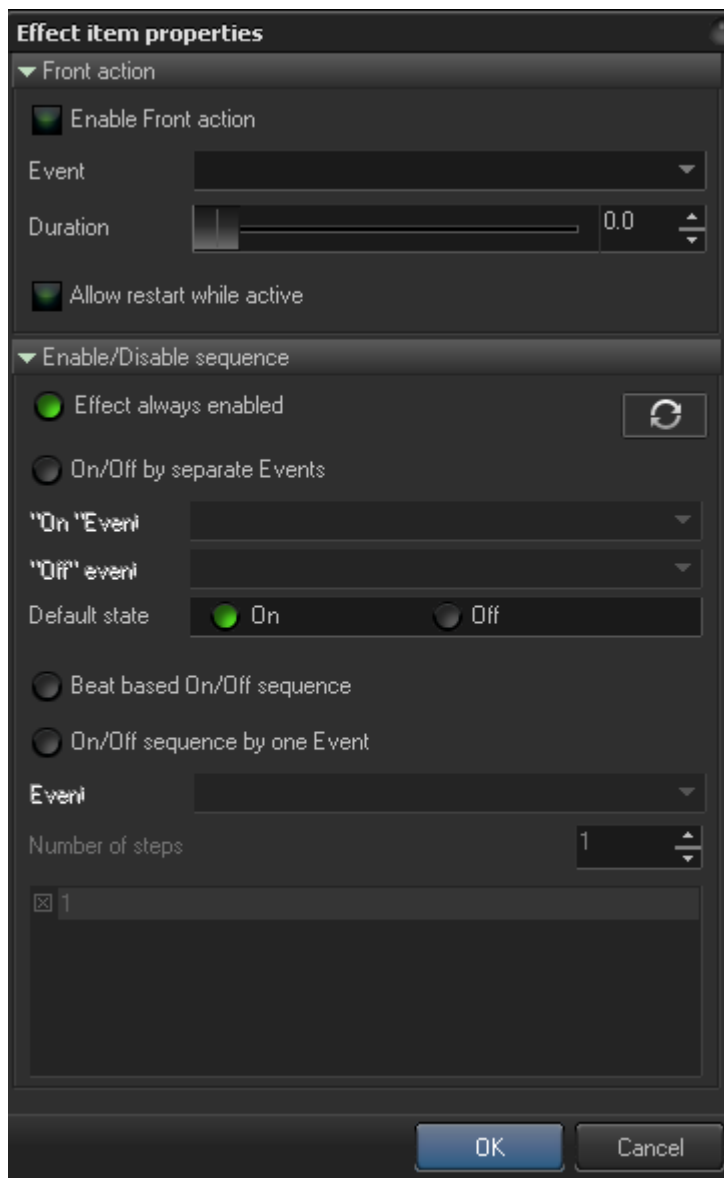 Effect item properties
Front action
Enable Front action
Event
Duration 0.0
Allow restart while active
Enable/Disable sequence
Effect always enabled
On/Off by separate Events
"On "Event
"Off" event
Default state On Off
Beat based On/Off sequence
On/Off sequence by one Event
Event
Number of steps 1
1
OK Cancel